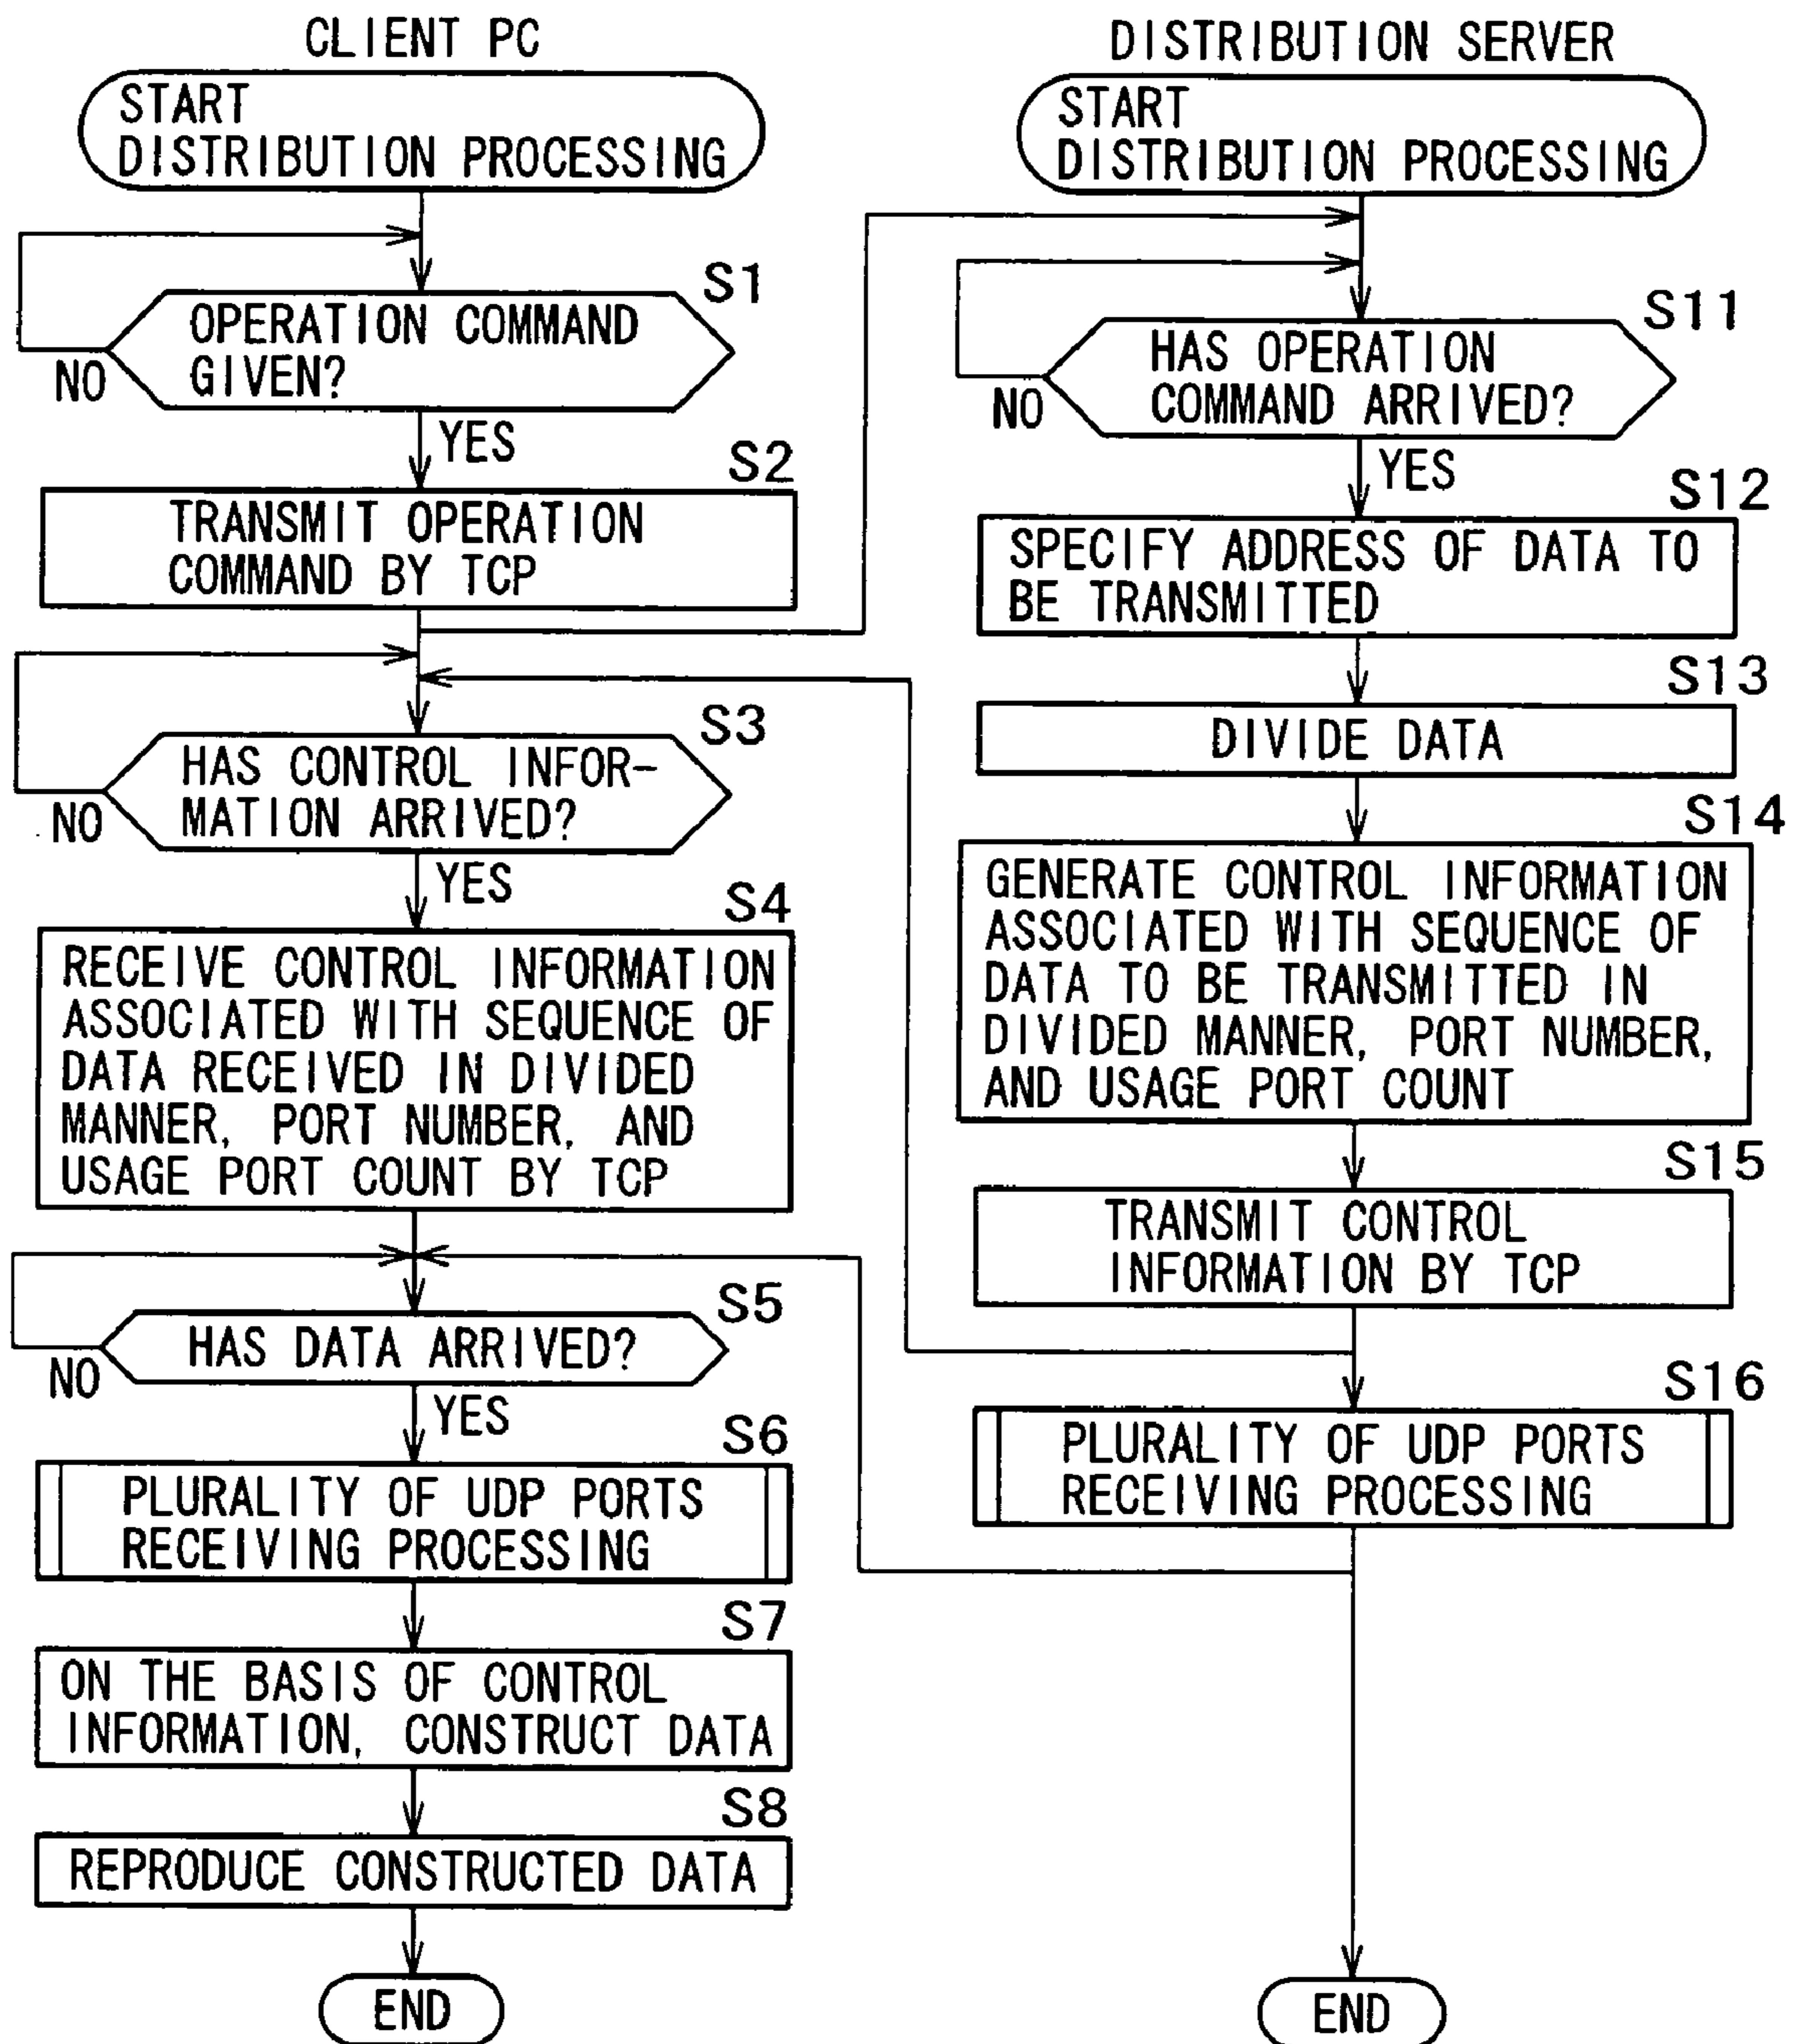 CLIENT PC
START
DISTRIBUTION PROCESSING
S1
OPERATION COMMAND
GIVEN?
NO
YES
S2
TRANSMIT OPERATION
COMMAND BY TCP
S3
HAS CONTROL INFOR-
MATION ARRIVED?
NO
YES
S4
RECEIVE CONTROL INFORMATION
ASSOCIATED WITH SEQUENCE OF
DATA RECEIVED IN DIVIDED
MANNER, PORT NUMBER, AND
USAGE PORT COUNT BY TCP
S5
HAS DATA ARRIVED?
NO
YES
S6
PLURALITY OF UDP PORTS
RECEIVING PROCESSING
S7
ON THE BASIS OF CONTROL
INFORMATION, CONSTRUCT DATA
S8
REPRODUCE CONSTRUCTED DATA
END
DISTRIBUTION SERVER
START
DISTRIBUTION PROCESSING
S11
HAS OPERATION
COMMAND ARRIVED?
NO
YES
S12
SPECIFY ADDRESS OF DATA TO
BE TRANSMITTED
S13
DIVIDE DATA
S14
GENERATE CONTROL INFORMATION
ASSOCIATED WITH SEQUENCE OF
DATA TO BE TRANSMITTED IN
DIVIDED MANNER, PORT NUMBER,
AND USAGE PORT COUNT
S15
TRANSMIT CONTROL
INFORMATION BY TCP
S16
PLURALITY OF UDP PORTS
RECEIVING PROCESSING
END